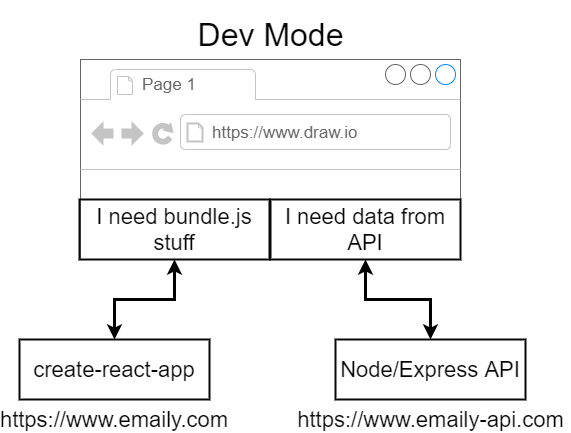 Dev Mode
Page 1
https://www.draw.io
I need bundle.js
stuff
I need data from
API
create-react-app
Node/Express API
https://www.emaily.com
https://www.emaily-api.com